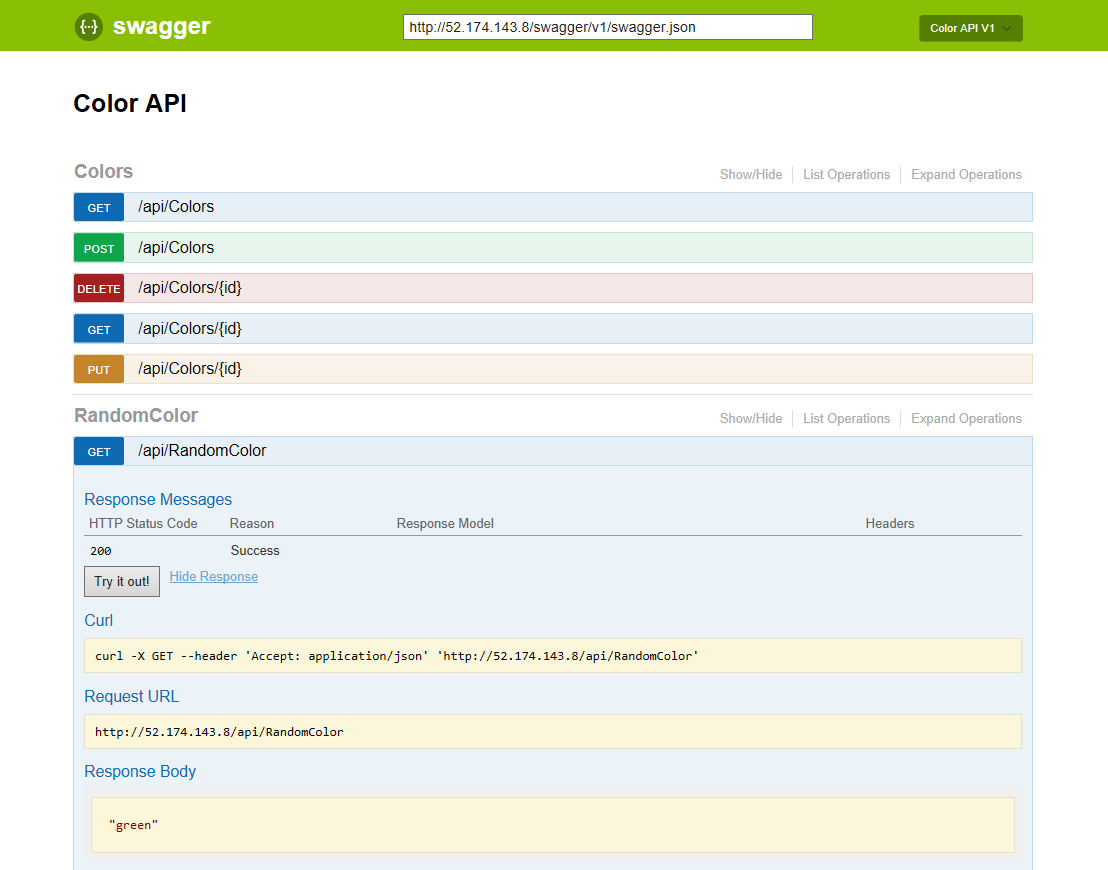 {··} swagger http://52.174.143.8/swagger/v1/swagger.json Color API V1
Color API
Colors Show/Hide List Operations Expand Operations
GET /api/Colors
POST /api/Colors
DELETE /api/Colors/{id}
GET /api/Colors/{id}
PUT /api/Colors/{id}
RandomColor Show/Hide List Operations Expand Operations
GET /api/RandomColor
Response Messages
HTTP Status Code Reason Response Model Headers
200 Success
Try it out! Hide Response
Curl
curl -X GET --header 'Accept: application/json' 'http://52.174.143.8/api/RandomColor'
Request URL
http://52.174.143.8/api/RandomColor
Response Body
"green"